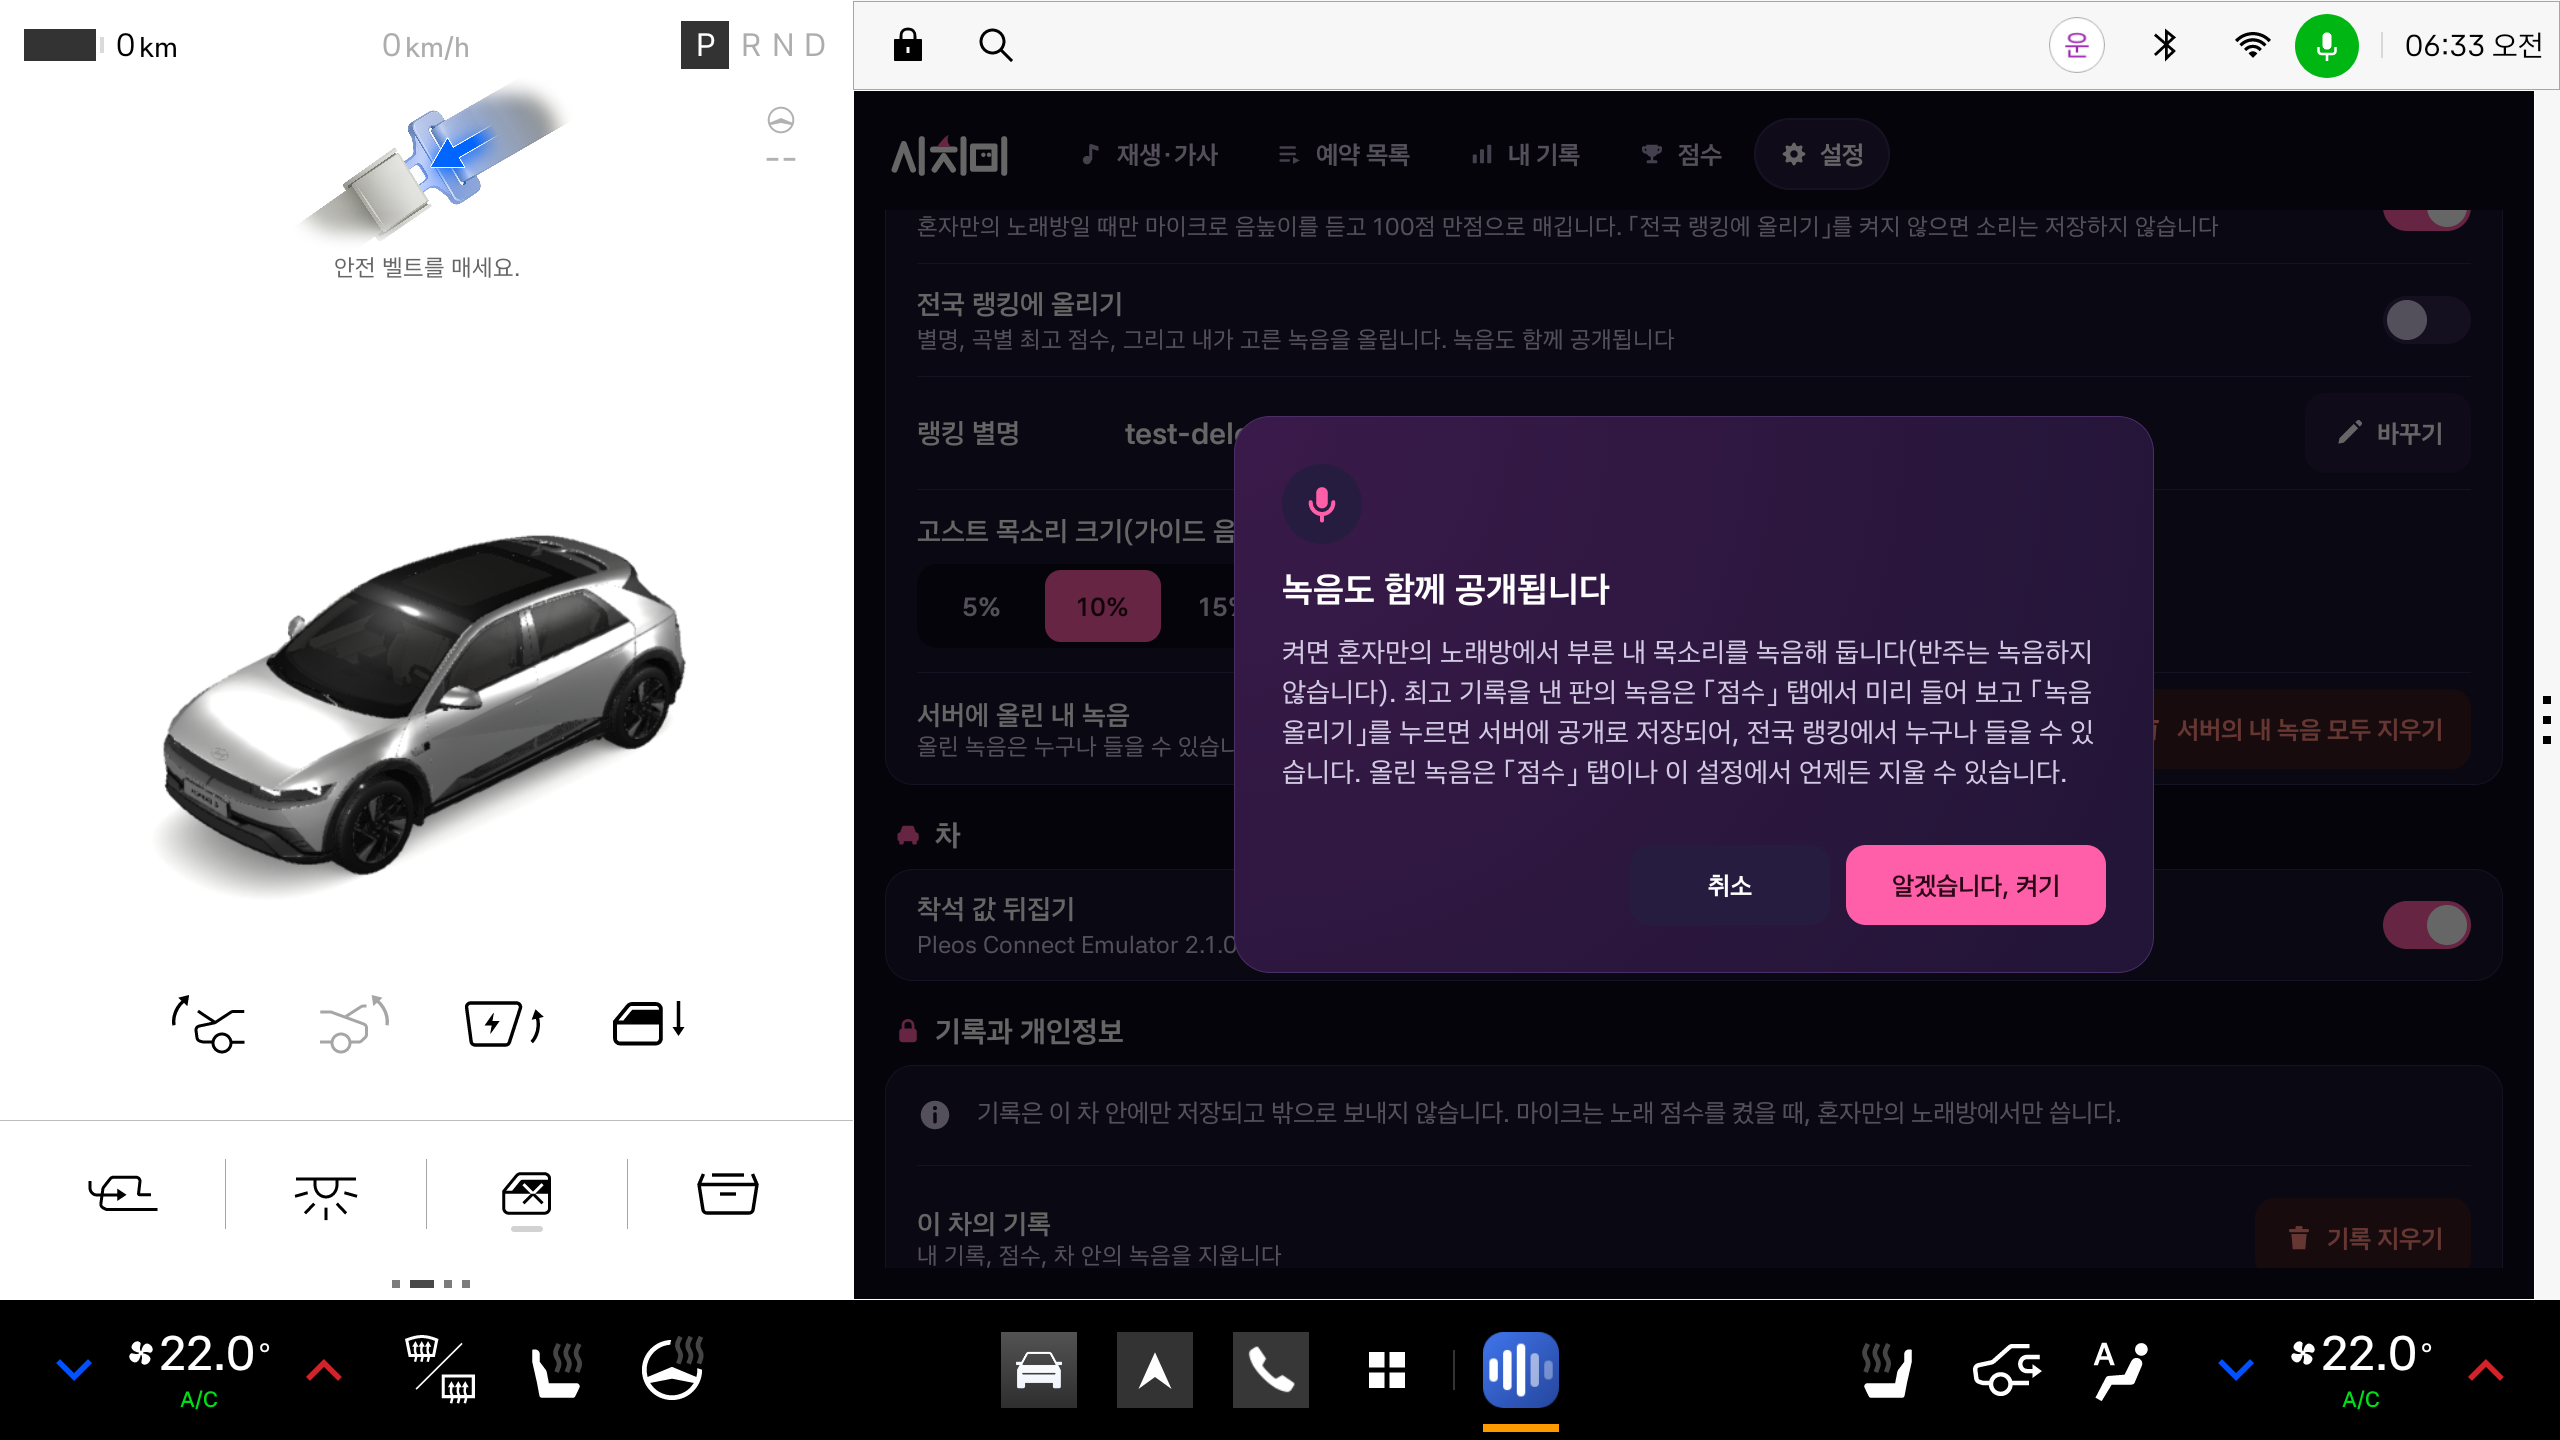 0 km
0 km/h
P R N D
운
06:33 오전
안전 벨트를 매세요.
시치미
재생·가사
예약 목록
내 기록
점수
설정
혼자만의 노래방일 때만 마이크로 음높이를 듣고 100점 만점으로 매깁니다. 「전국 랭킹에 올리기」를 켜지 않으면 소리는 저장하지 않습니다
전국 랭킹에 올리기
별명, 곡별 최고 점수, 그리고 내가 고른 녹음을 올립니다. 녹음도 함께 공개됩니다
랭킹 별명
test-dele
바꾸기
고스트 목소리 크기(가이드 음
5%
10%
15%
서버에 올린 내 녹음
올린 녹음은 누구나 들을 수 있습니
서버의 내 녹음 모두 지우기
녹음도 함께 공개됩니다
켜면 혼자만의 노래방에서 부른 내 목소리를 녹음해 둡니다(반주는 녹음하지
않습니다). 최고 기록을 낸 판의 녹음은 「점수」 탭에서 미리 들어 보고 「녹음
올리기」를 누르면 서버에 공개로 저장되어, 전국 랭킹에서 누구나 들을 수 있
습니다. 올린 녹음은 「점수」 탭이나 이 설정에서 언제든 지울 수 있습니다.
취소
알겠습니다, 켜기
차
착석 값 뒤집기
Pleos Connect Emulator 2.1.0
기록과 개인정보
기록은 이 차 안에만 저장되고 밖으로 보내지 않습니다. 마이크는 노래 점수를 켰을 때, 혼자만의 노래방에서만 씁니다.
이 차의 기록
내 기록, 점수, 차 안의 녹음을 지웁니다
기록 지우기
22.0°
A/C
A
22.0°
A/C